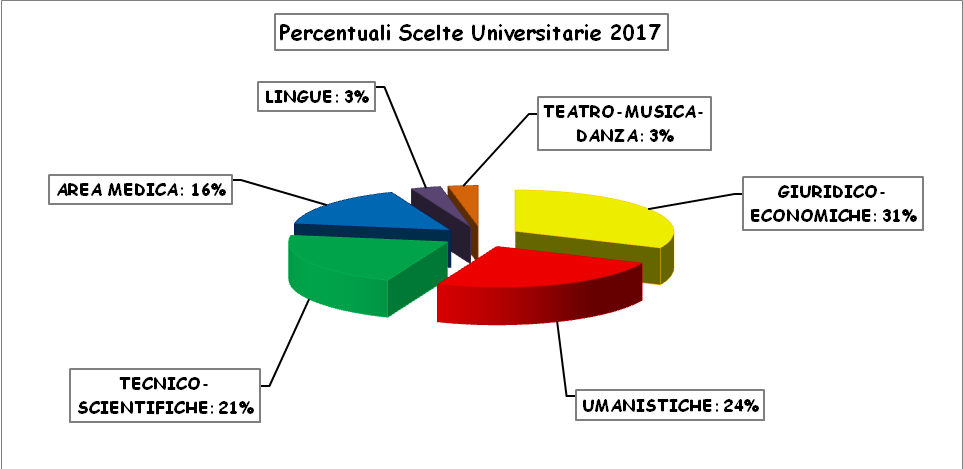 Percentuali Scelte Universitarie 2017
LINGUE: 3%
TEATRO-MUSICA-
DANZA: 3%
AREA MEDICA: 16%
GIURIDICO-
ECONOMICHE: 31%
TECNICO-
SCIENTIFICHE: 21%
UMANISTICHE: 24%